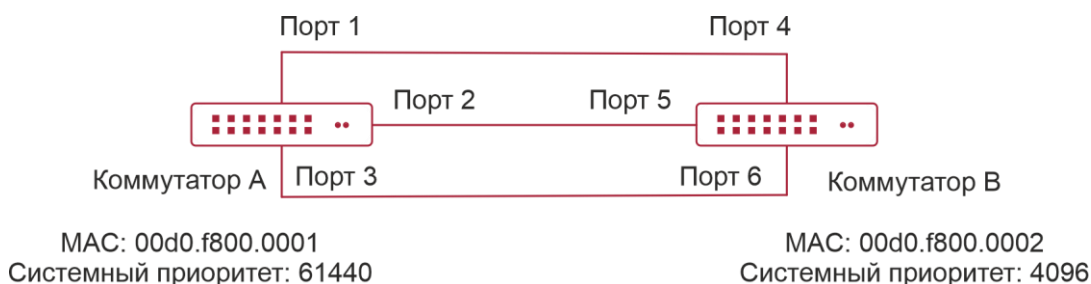 Порт 1
Порт 4
Порт 2
Порт 5
Коммутатор A
Порт 3
Порт 6
Коммутатор B
MAC: 00d0.f800.0001
Системный приоритет: 61440
MAC: 00d0.f800.0002
Системный приоритет: 4096